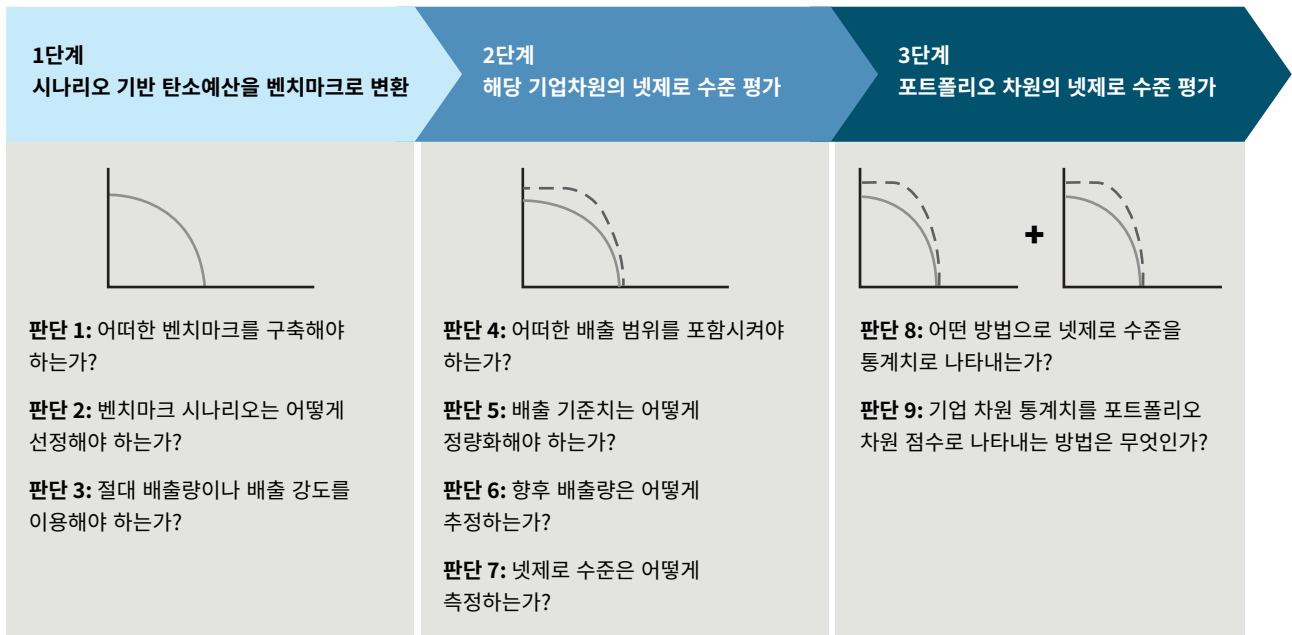 1단계
시나리오 기반 탄소예산을 벤치마크로 변환
2단계
해당 기업차원의 넷제로 수준 평가
3단계
포트폴리오 차원의 넷제로 수준 평가
판단 1: 어떠한 벤치마크를 구축해야
하는가?
판단 2: 벤치마크 시나리오는 어떻게
선정해야 하는가?
판단 3: 절대 배출량이나 배출 강도를
이용해야 하는가?
판단 4: 어떠한 배출 범위를 포함시켜야
하는가?
판단 5: 배출 기준치는 어떻게
정량화해야 하는가?
판단 6: 향후 배출량은 어떻게
추정하는가?
판단 7: 넷제로 수준은 어떻게
측정하는가?
판단 8: 어떤 방법으로 넷제로 수준을
통계치로 나타내는가?
판단 9: 기업 차원 통계치를 포트폴리오
차원 점수로 나타내는 방법은 무엇인가?